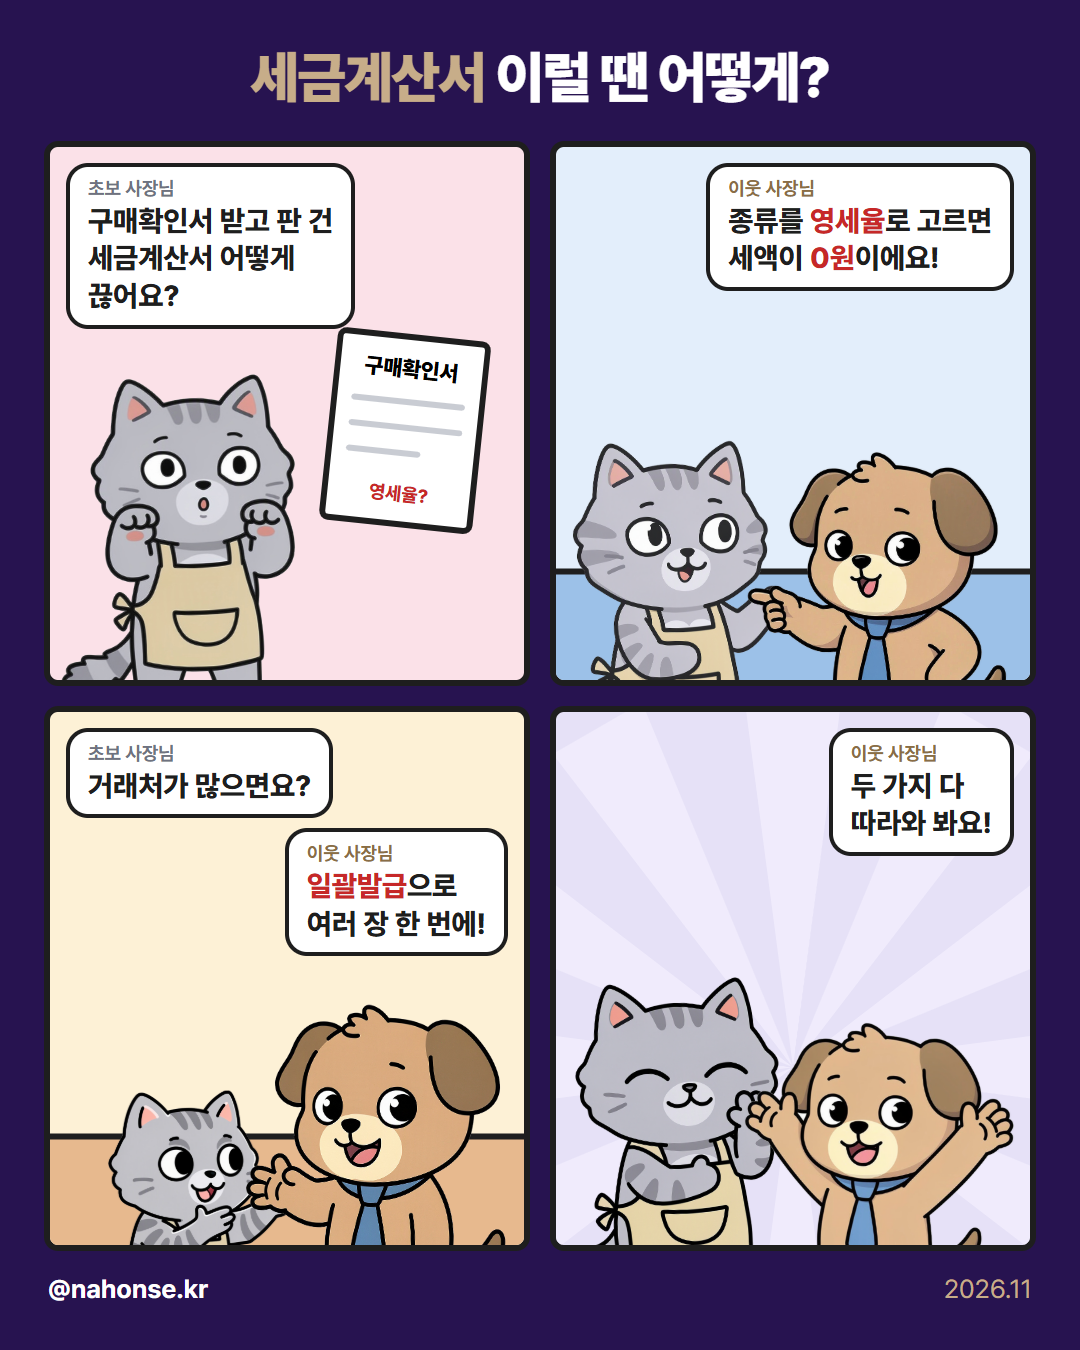 세금계산서 이럴 땐 어떻게?
초보 사장님
구매확인서 받고 판 건
세금계산서 어떻게
끊어요?
구매확인서
영세율?
이웃 사장님
종류를 영세율로 고르면
세액이 0원이에요!
초보 사장님
거래처가 많으면요?
이웃 사장님
일괄발급으로
여러 장 한 번에!
이웃 사장님
두 가지 다
따라와 봐요!
@nahonse.kr
2026.11